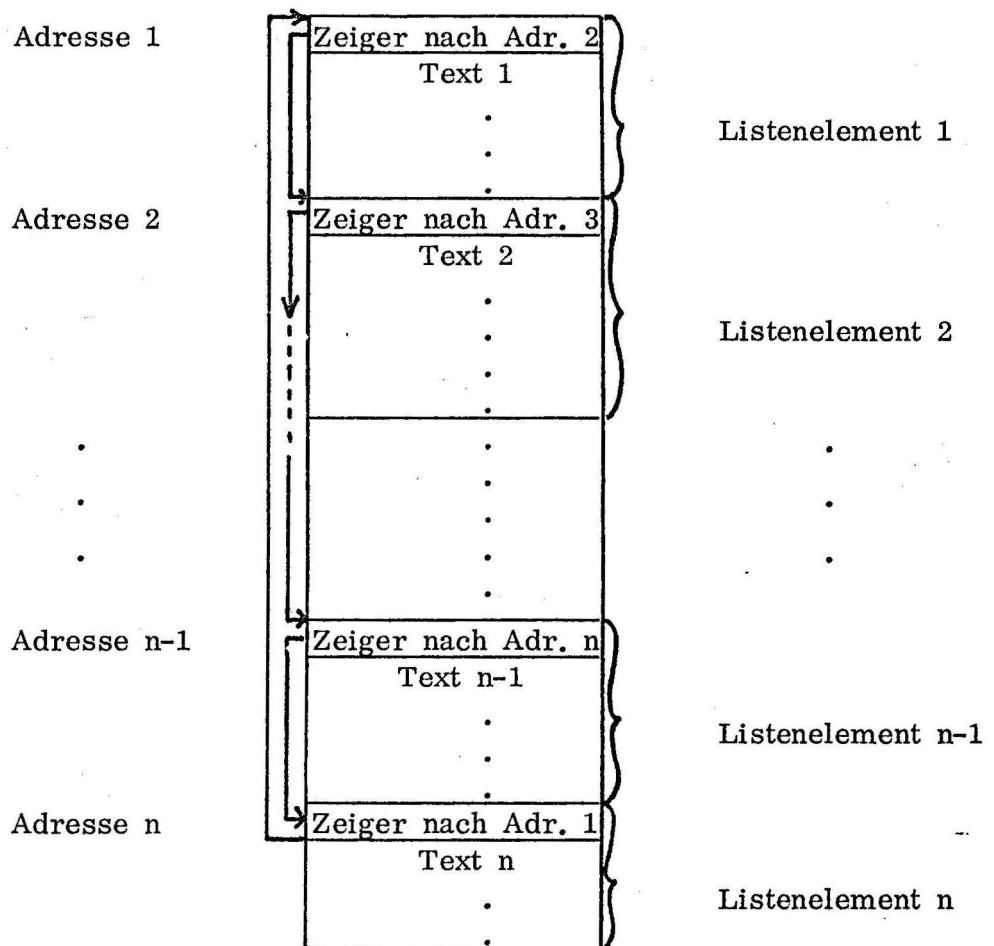 Adresse 1 Zeiger nach Adr. 2
Text 1
Listenelement 1
Adresse 2 Zeiger nach Adr. 3
Text 2
Listenelement 2
Adresse n-1 Zeiger nach Adr. n
Text n-1
Listenelement n-1
Adresse n Zeiger nach Adr. 1
Text n
Listenelement n